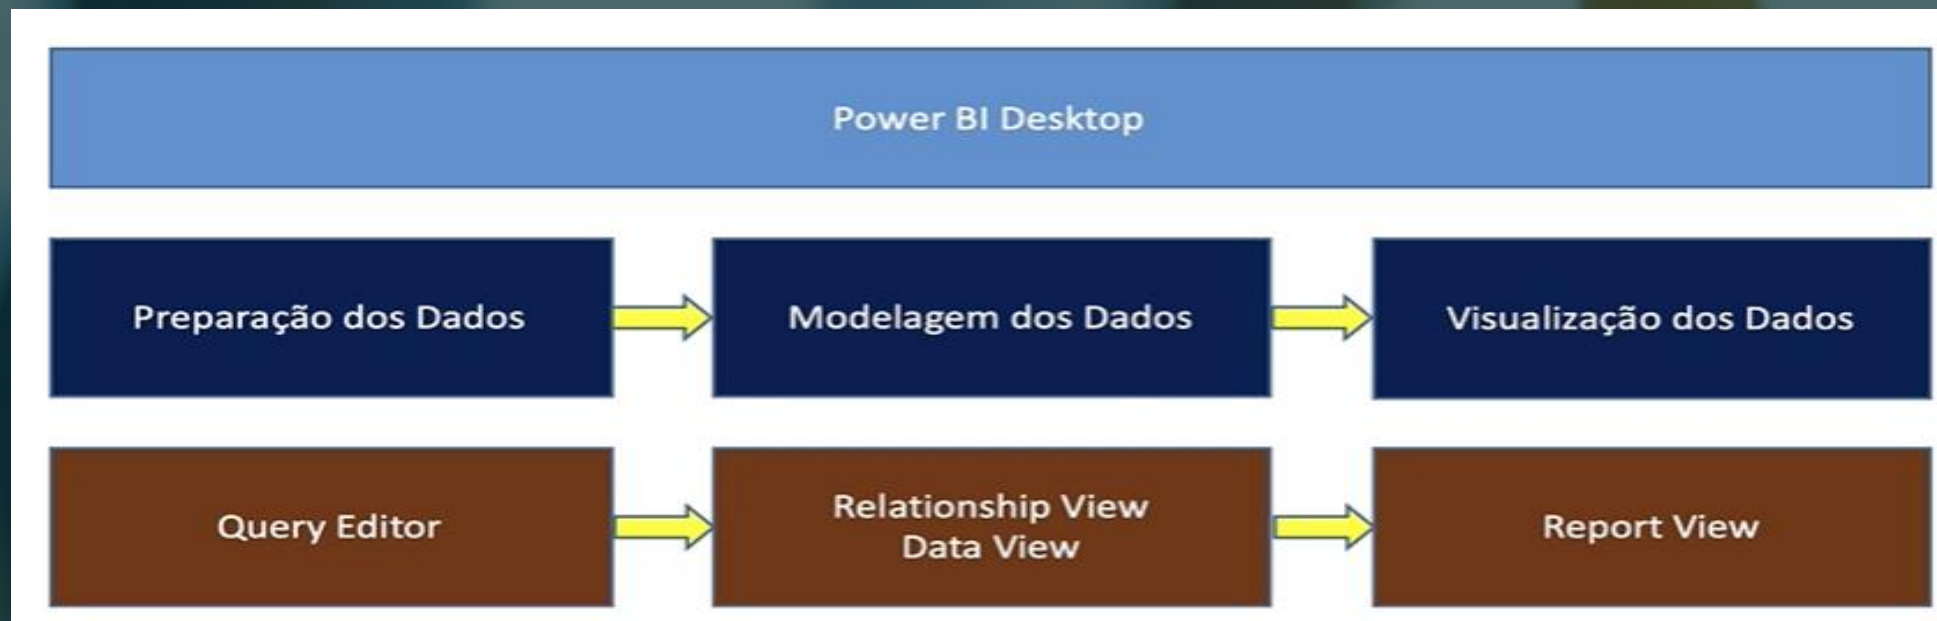 Power BI Desktop
Preparação dos Dados
Modelagem dos Dados
Visualização dos Dados
Query Editor
Relationship View
Data View
Report View